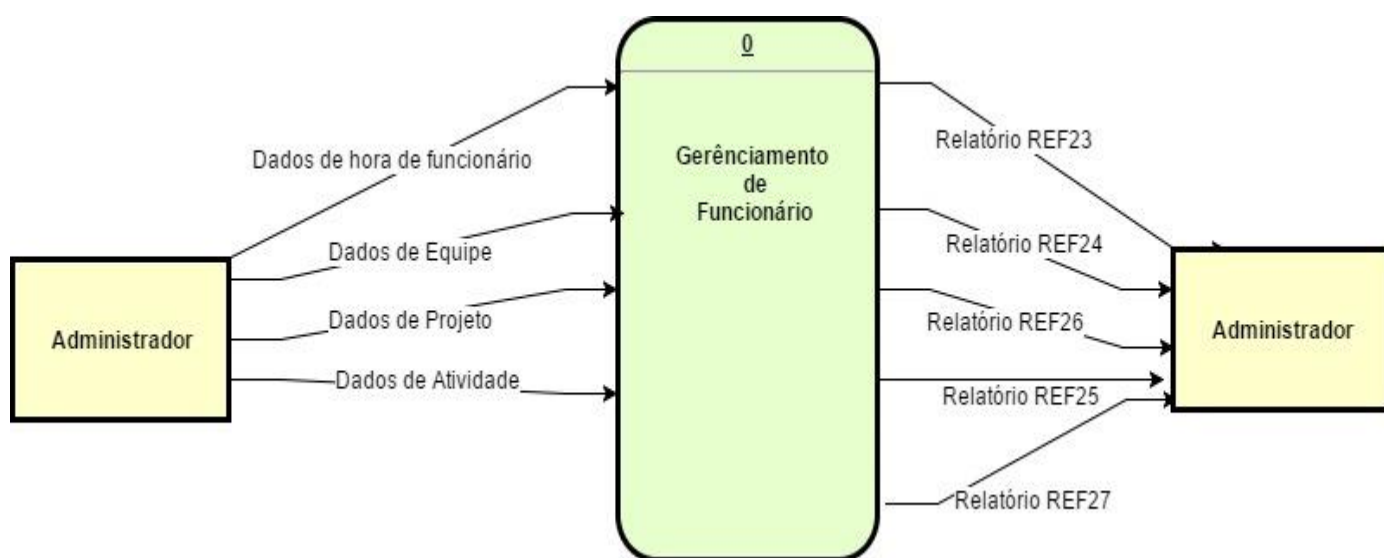 0
Gerênciamento
de
Funcionário
Dados de hora de funcionário
Dados de Equipe
Dados de Projeto
Dados de Atividade
Administrador
Relatório REF23
Relatório REF24
Relatório REF26
Relatório REF25
Relatório REF27
Administrador